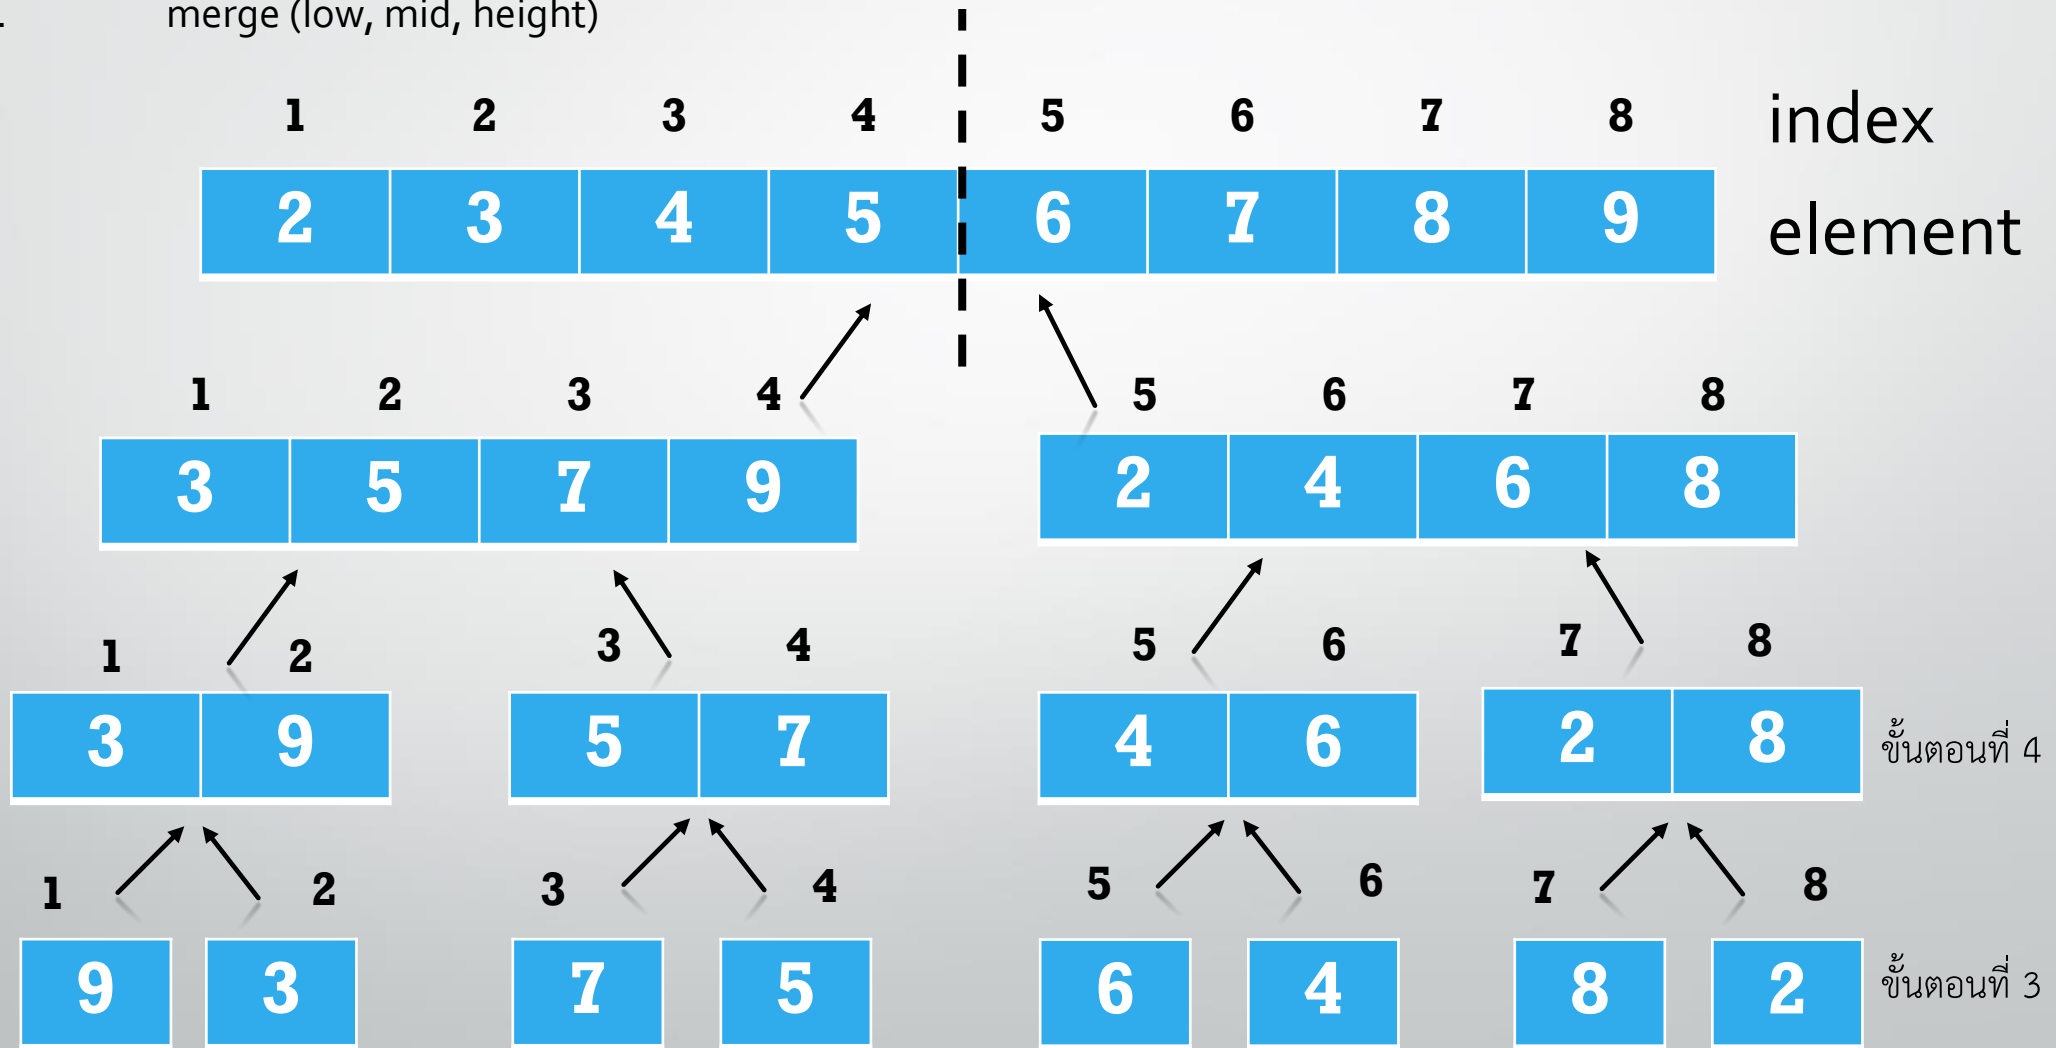 merge (low, mid, height)
1 2 3 4 5 6 7 8 index
2 3 4 5 6 7 8 9 element
1 2 3 4 5 6 7 8
3 5 7 9 2 4 6 8
1 2 3 4 5 6 7 8
3 9 5 7 4 6 2 8 ขั้นตอนที่ 4
1 2 3 4 5 6 7 8
9 3 7 5 6 4 8 2 ขั้นตอนที่ 3